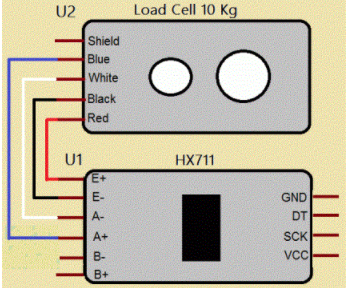 U2 Load Cell 10 Kg
Shield
Blue
White
Black
Red
U1 HX711
E+
E-
A-
A+
B-
B+
GND
DT
SCK
VCC